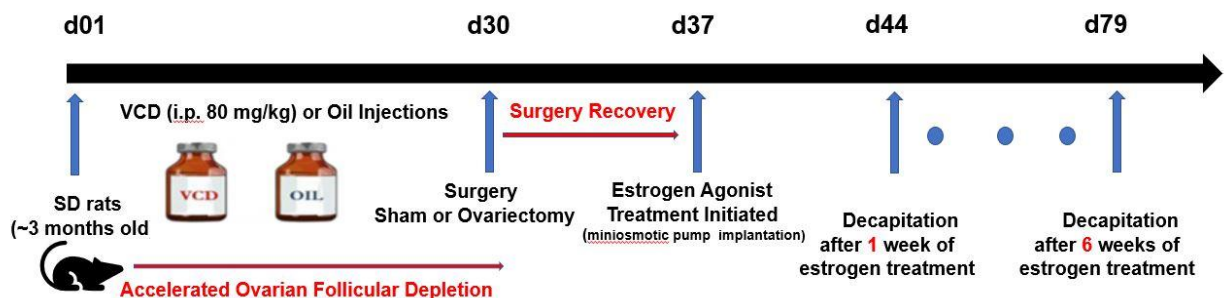 d01 d30 d37 d44 d79
VCD (i.p. 80 mg/kg) or Oil Injections
Surgery Recovery
VCD
OIL
SD rats
(~3 months old
Surgery
Sham or Ovariectomy
Estrogen Agonist
Treatment Initiated
(miniosmotic pump implantation)
Decapitation
after 1 week of
estrogen treatment
Decapitation
after 6 weeks of
estrogen treatment
Accelerated Ovarian Follicular Depletion